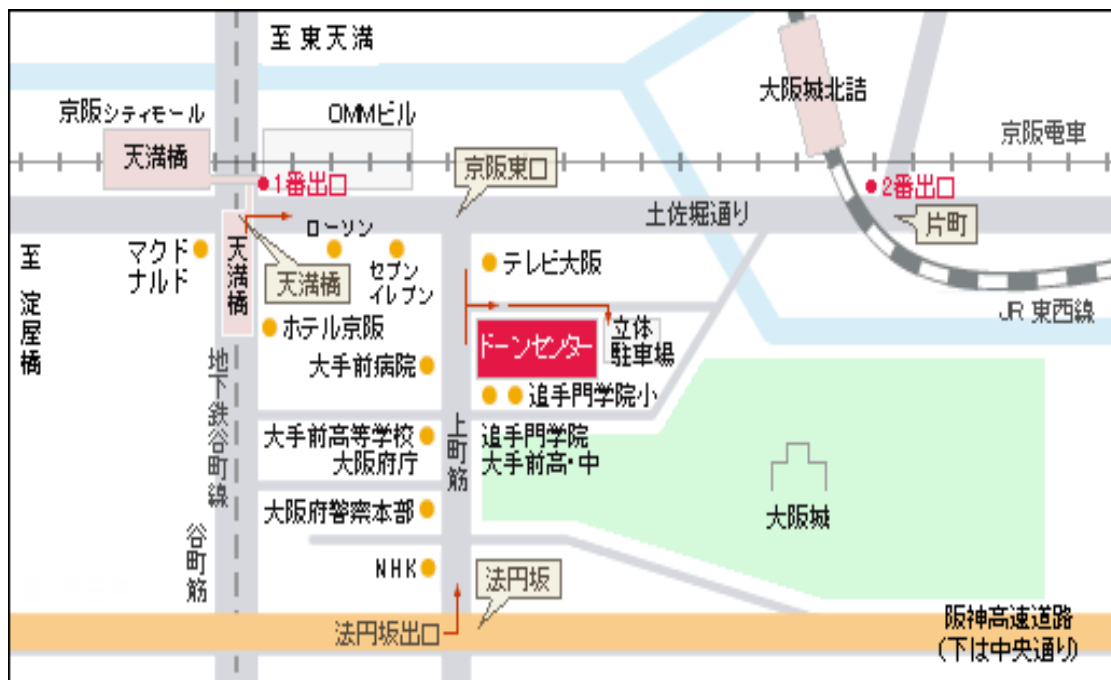 至 東天満
大阪城北詰
京阪シティモール
OMMビル
京阪電車
天満橋
京阪東口
1番出口
2番出口
土佐堀通り
片町
ローソン
至 淀屋橋
マクド
ナルド
天満橋
天満橋
セブン
イレブン
テレビ大阪
JR 東西線
ホテル京阪
ドーンセンター
立体
駐車場
大手前病院
追手門学院小
地下鉄谷町線
上町筋
大手前高等学校
大阪府庁
追手門学院
大手前高・中
大阪府警察本部
大阪城
谷町筋
NHK
法円坂
法円坂出口
阪神高速道路
(下は中央通り)